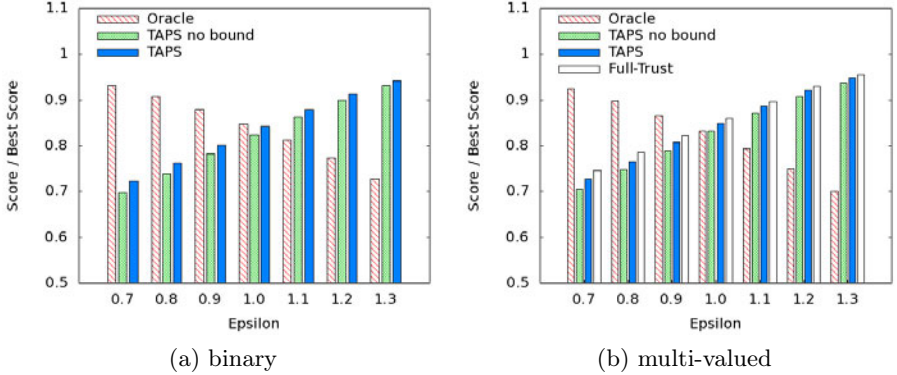 1.1
1
0.9
0.8
0.7
0.6
0.5
Score / Best Score
Oracle
TAPS no bound
TAPS
0.7 0.8 0.9 1.0 1.1 1.2 1.3
Epsilon
(a) binary
1.1
1
0.9
0.8
0.7
0.6
0.5
Score / Best Score
Oracle
TAPS no bound
TAPS
Full-Trust
0.7 0.8 0.9 1.0 1.1 1.2 1.3
Epsilon
(b) multi-valued